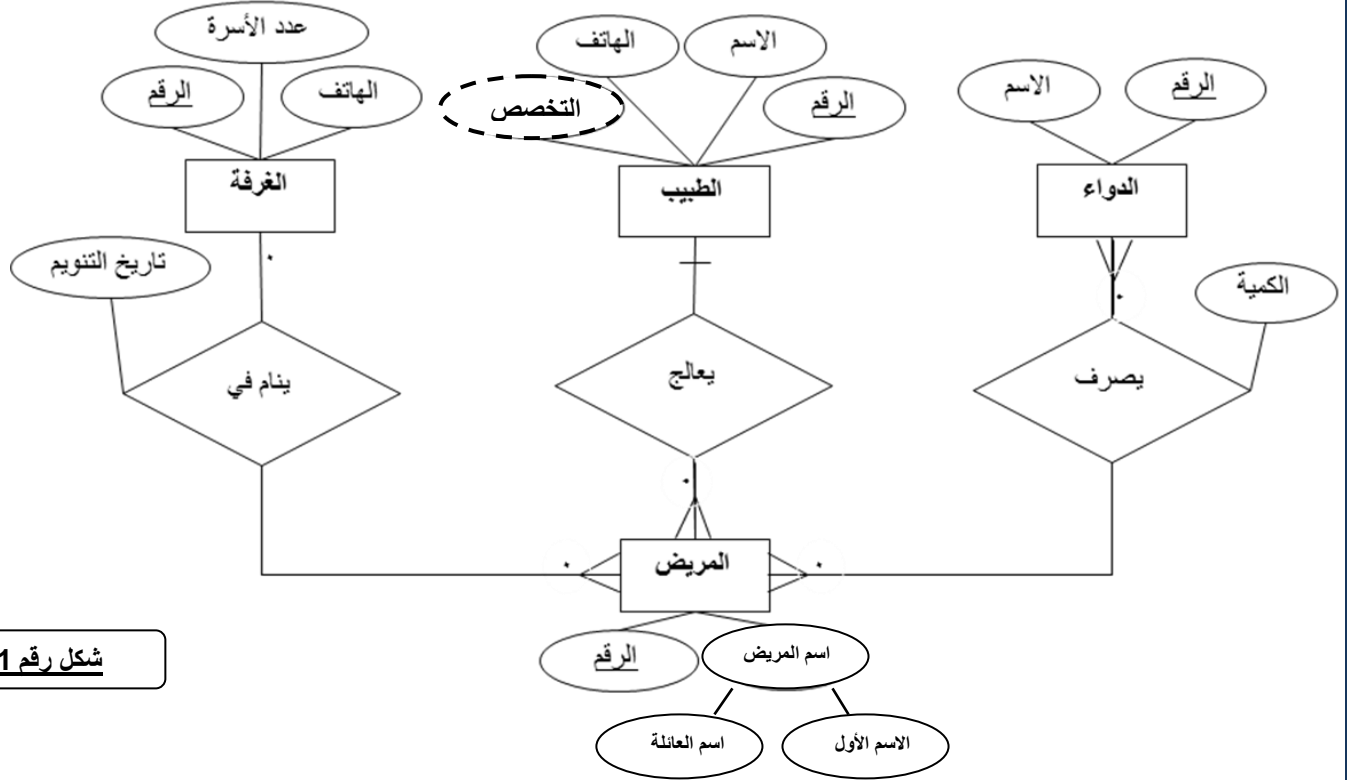 عدد الأسرة
الهاتف
الرقم
الغرفة
الاسم
الهاتف
الرقم
التخصص
الطبيب
الرقم
الاسم
الدواء
تاريخ التنويم
ينام في
يعالج
يصرف
الكمية
المريض
الرقم
اسم المريض
الاسم الأول
اسم العائلة
شكل رقم 1